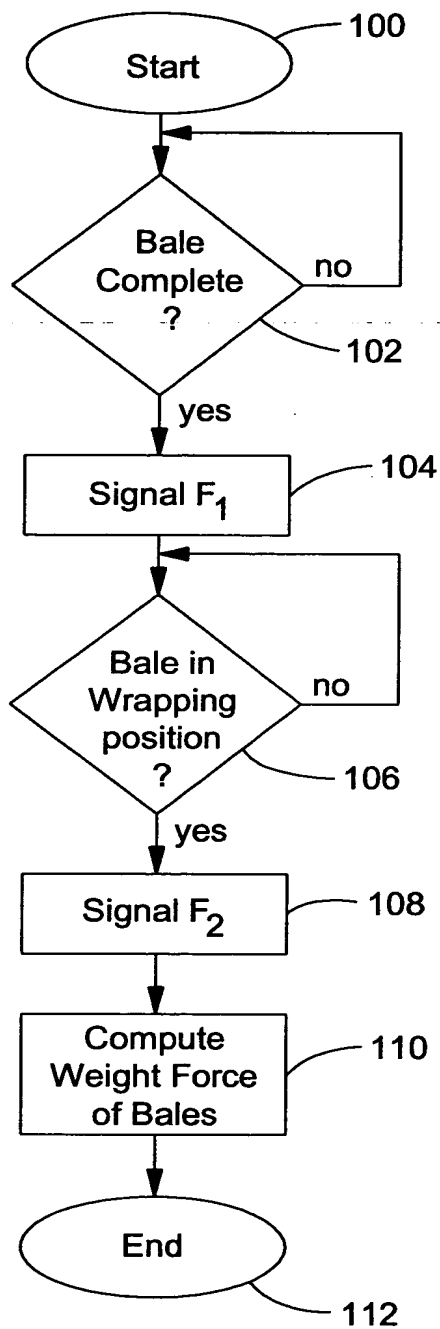 100
Start
Bale
Complete
?
no
102
yes
104
Signal F₁
Bale in
Wrapping
position
?
no
106
yes
Signal F₂
108
Compute
Weight Force
of Bales
110
End
112